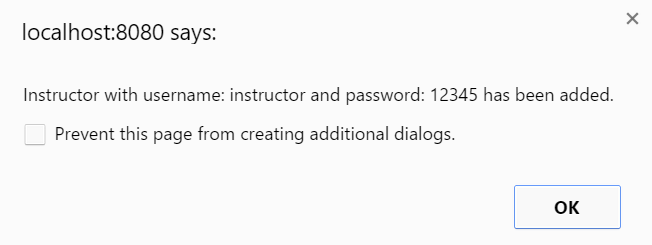 localhost:8080 says:
Instructor with username: instructor and password: 12345 has been added.
Prevent this page from creating additional dialogs.
OK